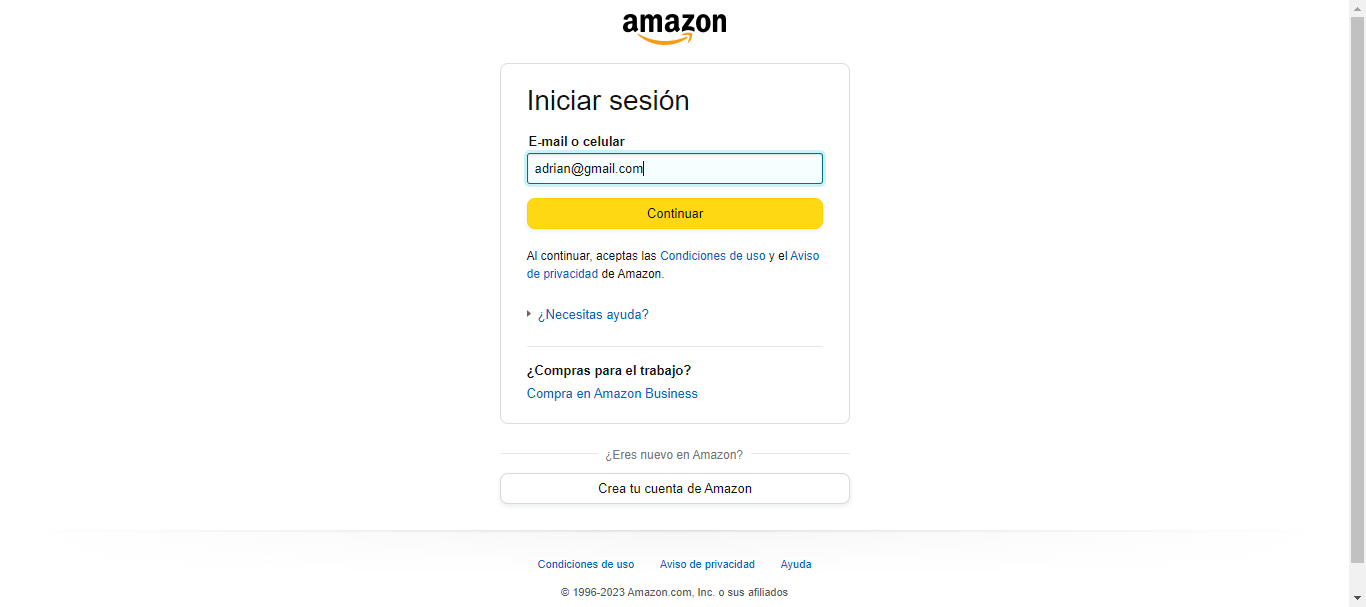 amazon
Iniciar sesión
E-mail o celular
adrian@gmail.com
Continuar
Al continuar, aceptas las Condiciones de uso y el Aviso
de privacidad de Amazon.
¿Necesitas ayuda?
¿Compras para el trabajo?
Compra en Amazon Business
¿Eres nuevo en Amazon?
Crea tu cuenta de Amazon
Condiciones de uso Aviso de privacidad Ayuda
© 1996-2023 Amazon.com, Inc. o sus afiliados